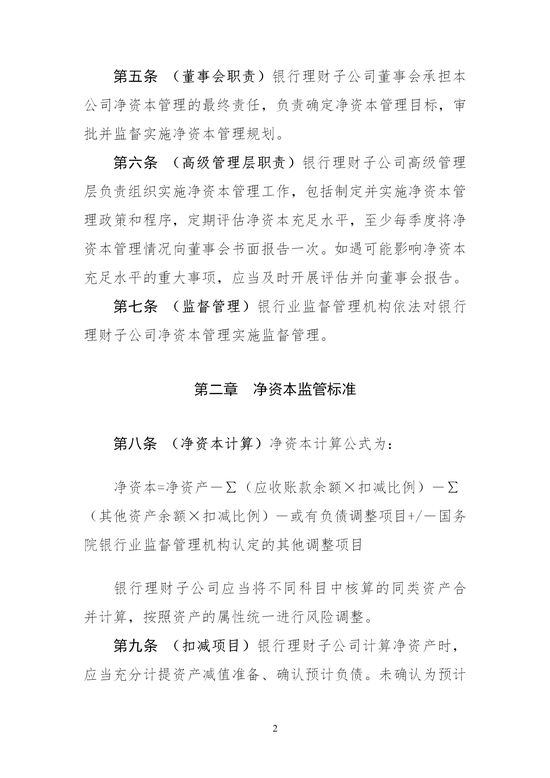 第五条 （董事会职责）银行理财子公司董事会承担本
公司净资本管理的最终责任，负责确定净资本管理目标，审
批并监督实施净资本管理规划。
第六条 （高级管理层职责）银行理财子公司高级管理
层负责组织实施净资本管理工作，包括制定并实施净资本管
理政策和程序，定期评估净资本充足水平，至少每季度将净
资本管理情况向董事会书面报告一次。如遇可能影响净资本
充足水平的重大事项，应当及时开展评估并向董事会报告。
第七条 （监督管理）银行业监督管理机构依法对银行
理财子公司净资本管理实施监督管理。
第二章 净资本监管标准
第八条 （净资本计算）净资本计算公式为：
净资本=净资产－∑（应收账款余额×扣减比例）－∑
（其他资产余额×扣减比例）－或有负债调整项目+/－国务
院银行业监督管理机构认定的其他调整项目
银行理财子公司应当将不同科目中核算的同类资产合
并计算，按照资产的属性统一进行风险调整。
第九条 （扣减项目）银行理财子公司计算净资产时，
应当充分计提资产减值准备、确认预计负债。未确认为预计
2